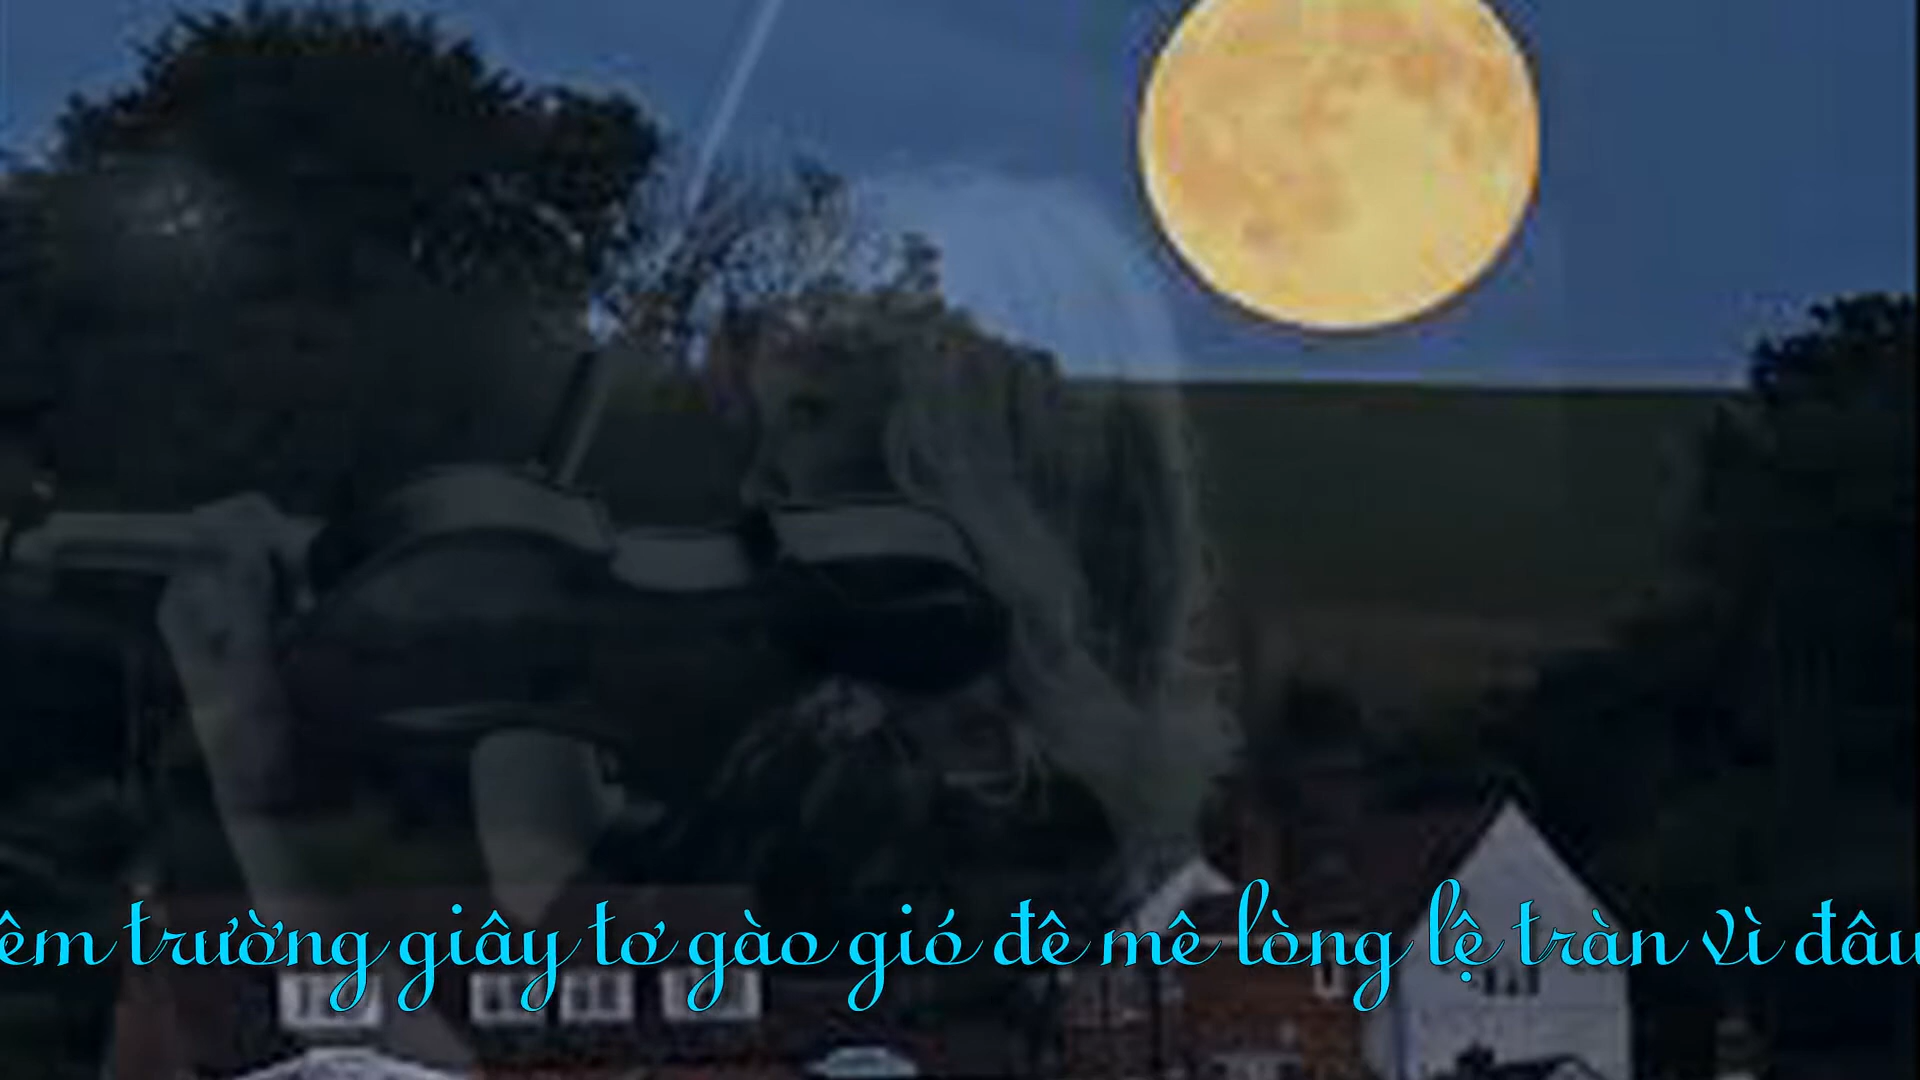 êm trường giây tơ gào gió đê mê lòng lệ tràn vì đâu